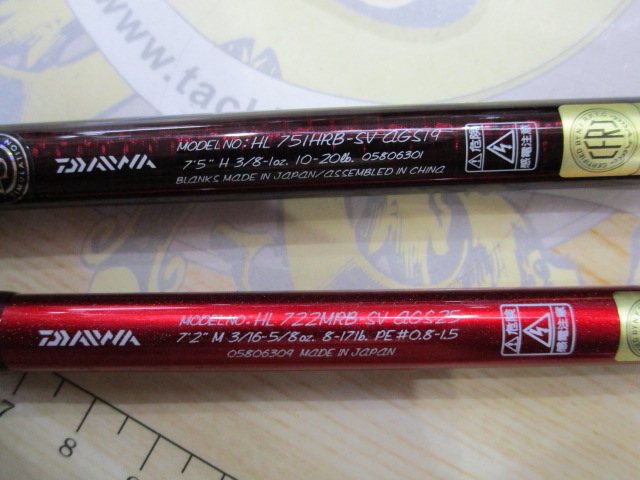 www.tac
DAIWA
MODEL NO: HL 751HRB-SV AGS19
7'5" H 3/8-1oz. 10-20lb. 05806301
BLANKS MADE IN JAPAN/ASSEMBLED IN CHINA
危険
感電注意
DAIWA
MODEL NO: HL 722MRB-SV AGS25
7'2" M 3/16-5/8oz. 8-17lb. PE #0.8-1.5
05806309 MADE IN JAPAN
危険
感電注意
7
8